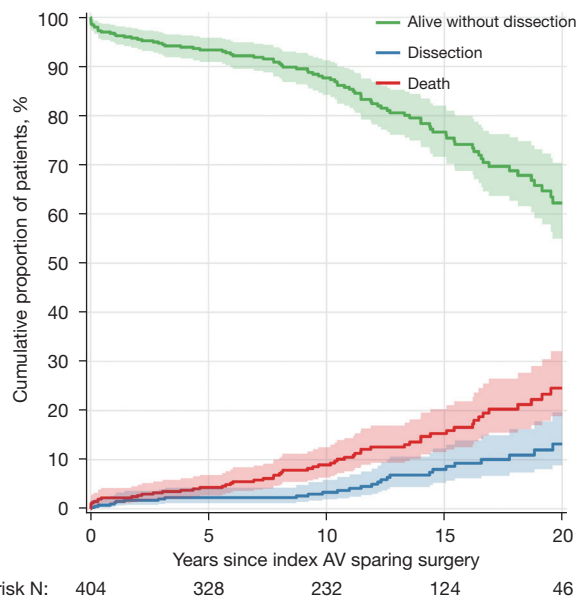 Alive without dissection
Dissection
Death
Cumulative proportion of patients, %
100
90
80
70
60
50
40
30
20
10
0
0 5 10 15 20
Years since index AV sparing surgery
risk N: 404 328 232 124 46